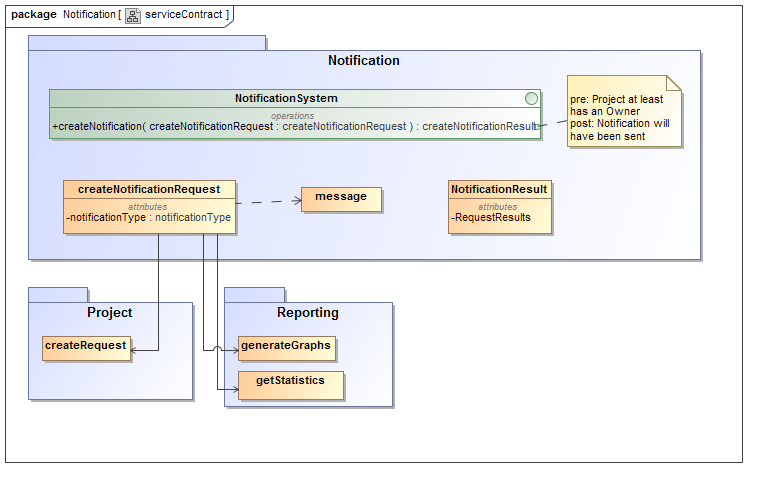 package Notification [ serviceContract ]
Notification
NotificationSystem
operations
+createNotification( createNotificationRequest : createNotificationRequest ) : createNotificationResult
pre: Project at least
has an Owner
post: Notification will
have been sent
createNotificationRequest
attributes
-notificationType : notificationType
message
NotificationResult
attributes
-RequestResults
Project
createRequest
Reporting
generateGraphs
getStatistics